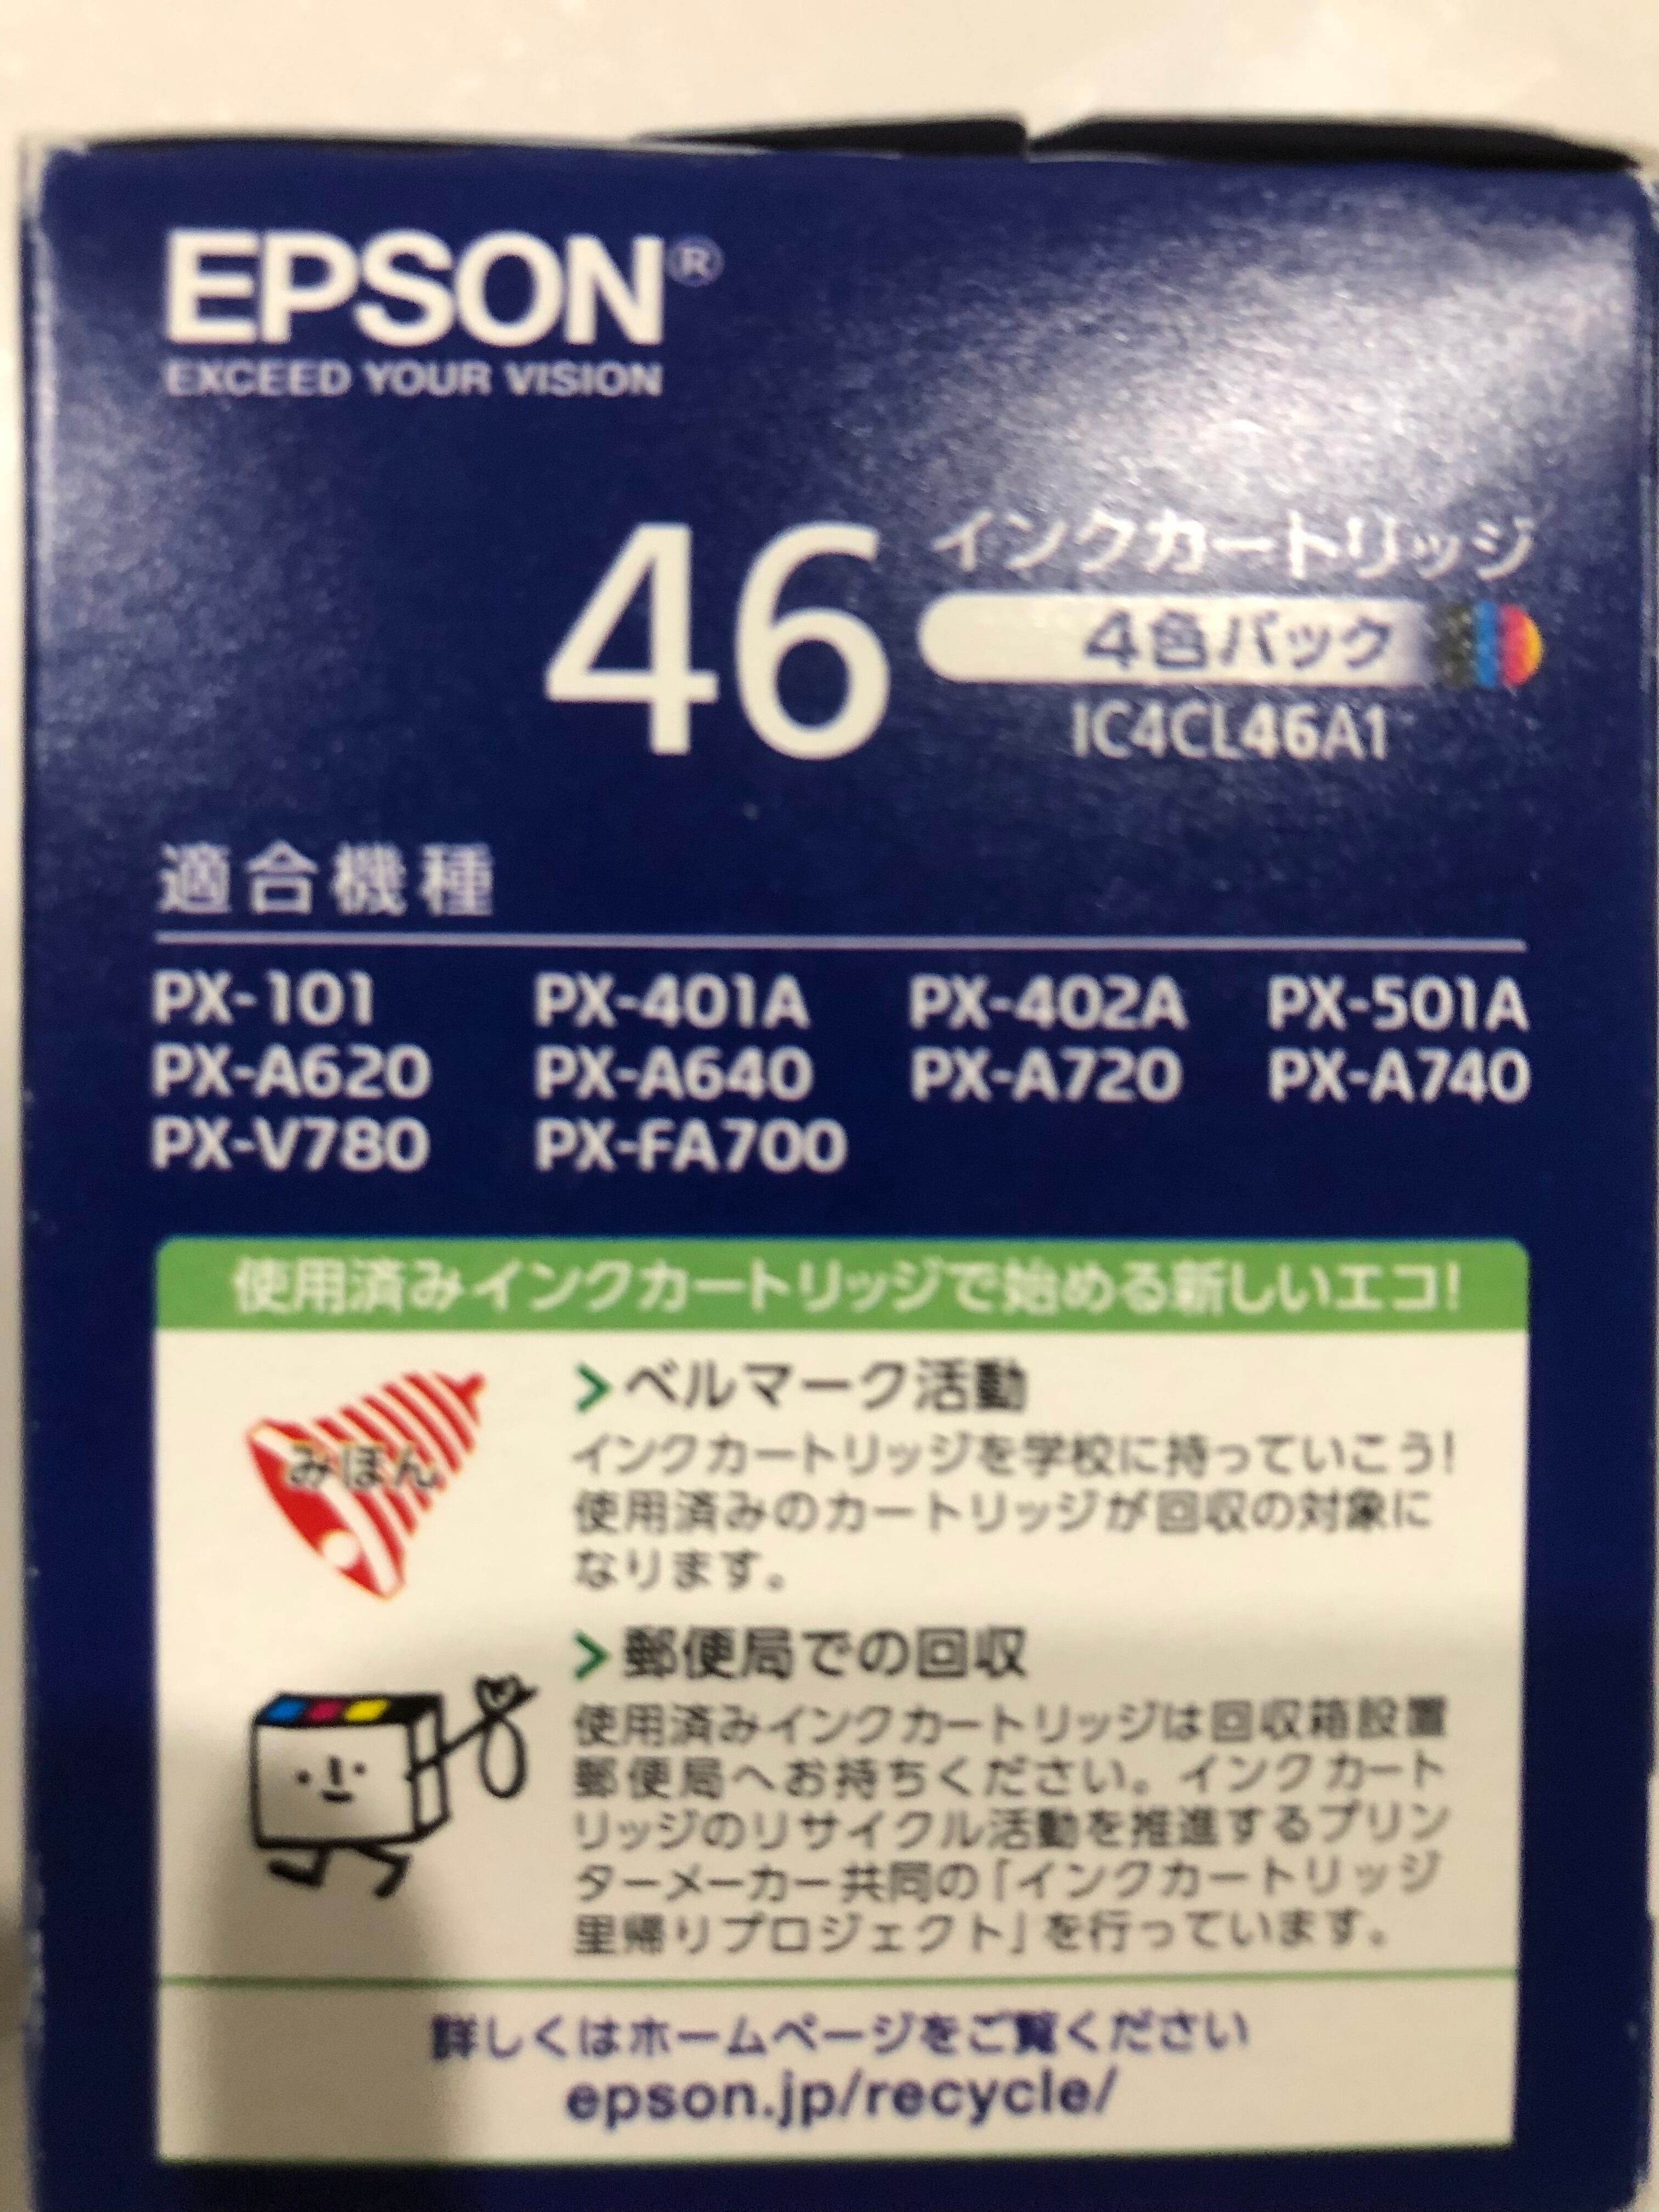 EPSON®
EXCEED YOUR VISION
46 インクカートリッジ
4色パック
IC4CL46A1
適合機種
PX-101 PX-401A PX-402A PX-501A
PX-A620 PX-A640 PX-A720 PX-A740
PX-V780 PX-FA700
使用済みインクカートリッジで始める新しいエコ!
みほん
> ベルマーク活動
インクカートリッジを学校に持っていこう!
使用済みのカートリッジが回収の対象に
なります。
> 郵便局での回収
使用済みインクカートリッジは回収箱設置
郵便局へお持ちください。インクカート
リッジのリサイクル活動を推進するプリン
ターメーカー共同の「インクカートリッジ
里帰りプロジェクト」を行っています。
詳しくはホームページをご覧ください
epson.jp/recycle/